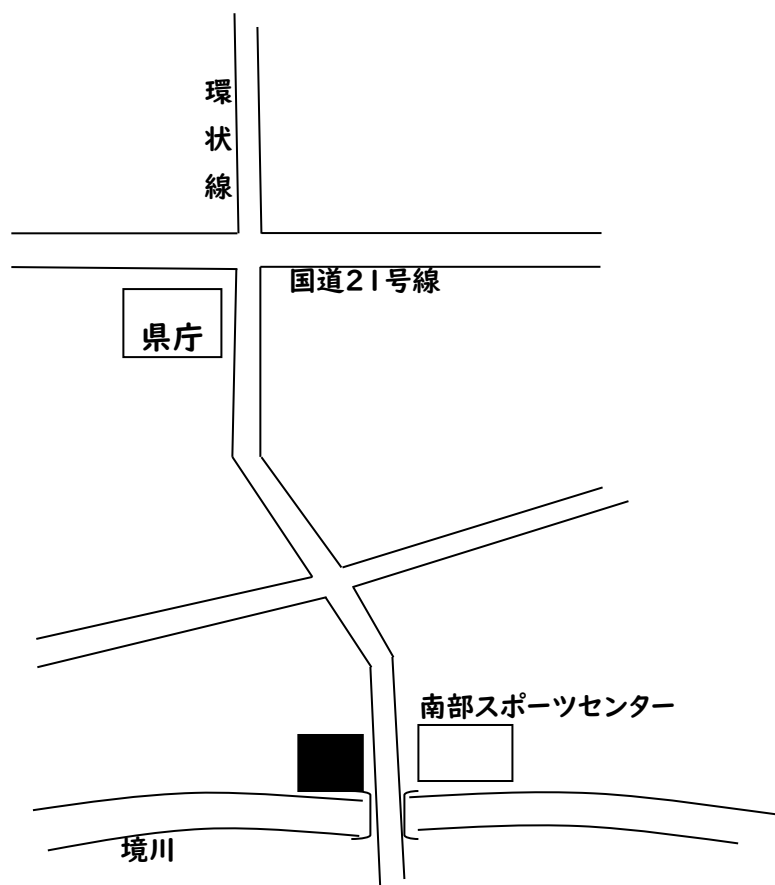 環状線
国道21号線
県庁
南部スポーツセンター
境川